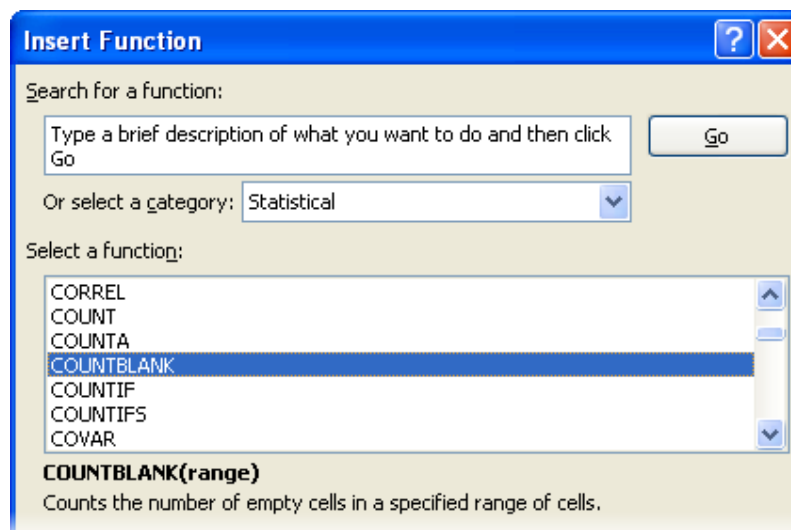 Insert Function
Search for a function:
Type a brief description of what you want to do and then click
Go
Go
Or select a category: Statistical
Select a function:
CORREL
COUNT
COUNTA
COUNTBLANK
COUNTIF
COUNTIFS
COVAR
COUNTBLANK(range)
Counts the number of empty cells in a specified range of cells.